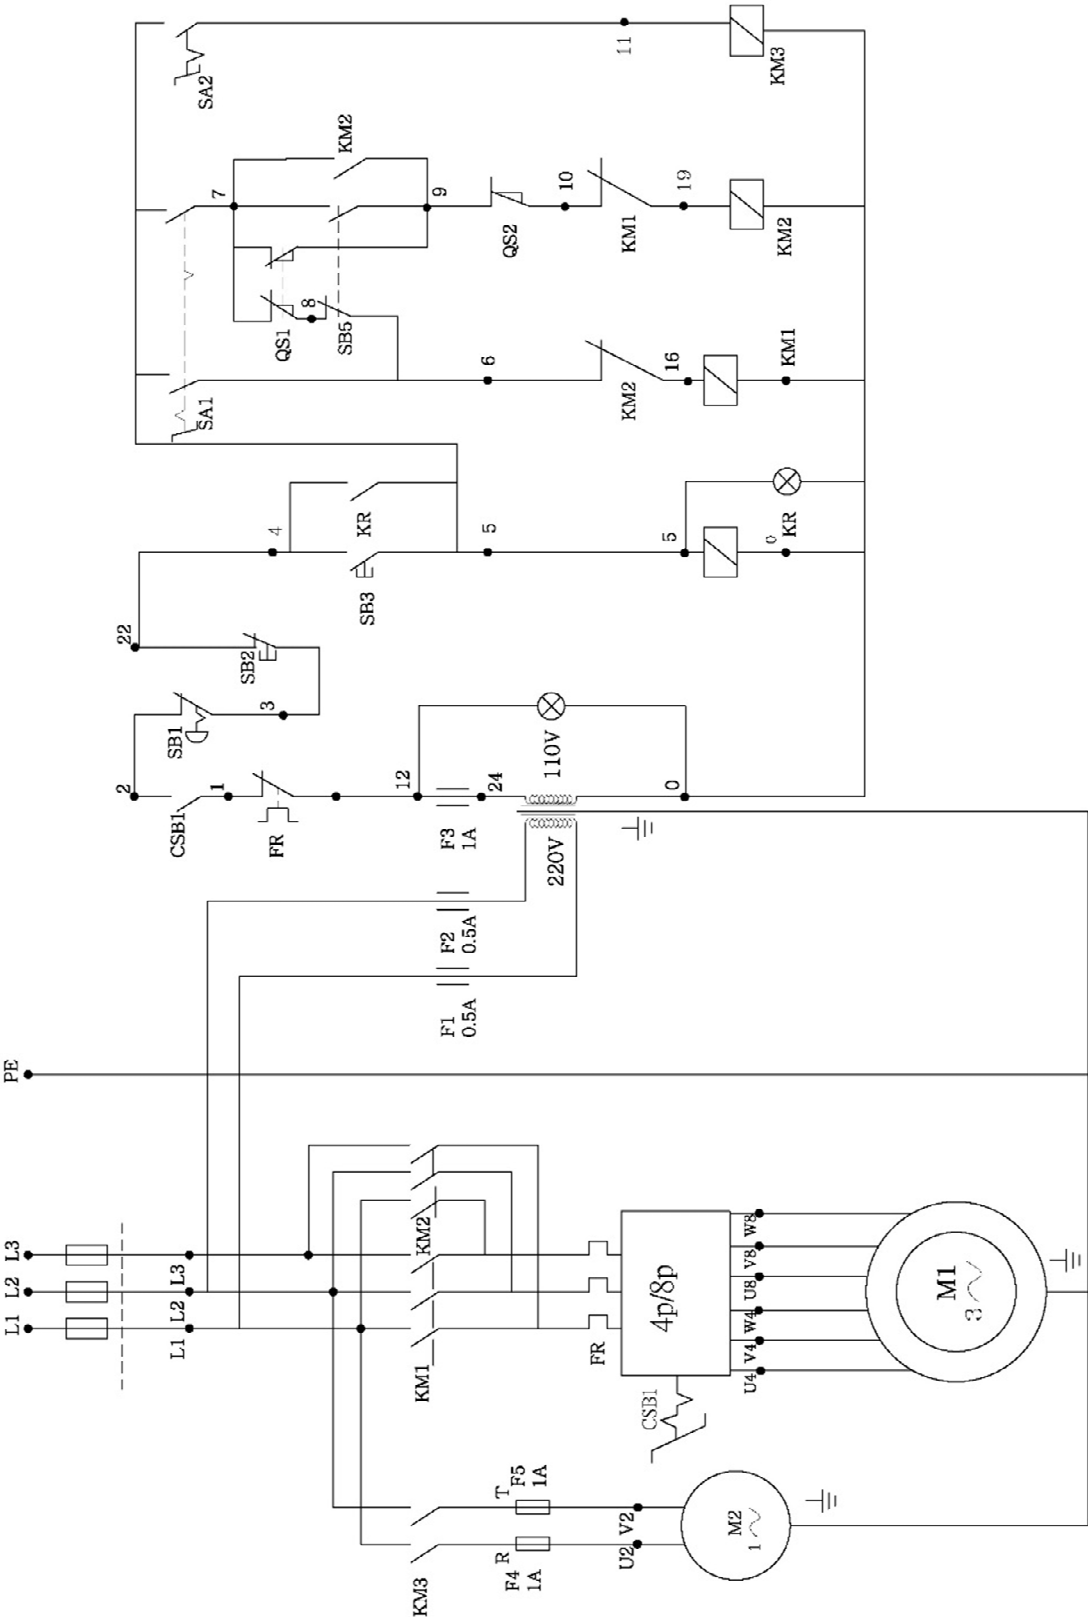 L1
L2
L3
PE
L1
L2
L3
KM3
KM1
KM2
R
T
F4
1A
F5
1A
U2
V2
M2
1
FR
CSB1
4p/8p
U4
V4
W4
U8
V8
W8
M1
3
F1
0.5A
F2
0.5A
F3
1A
220V
110V
2
CSB1
1
FR
12
24
0
SB1
3
22
SB2
4
SB3
KR
5
5
0
KR
SA1
6
KM2
16
KM1
7
QS1
8
SB5
KM2
9
QS2
10
KM1
19
KM2
SA2
11
KM3